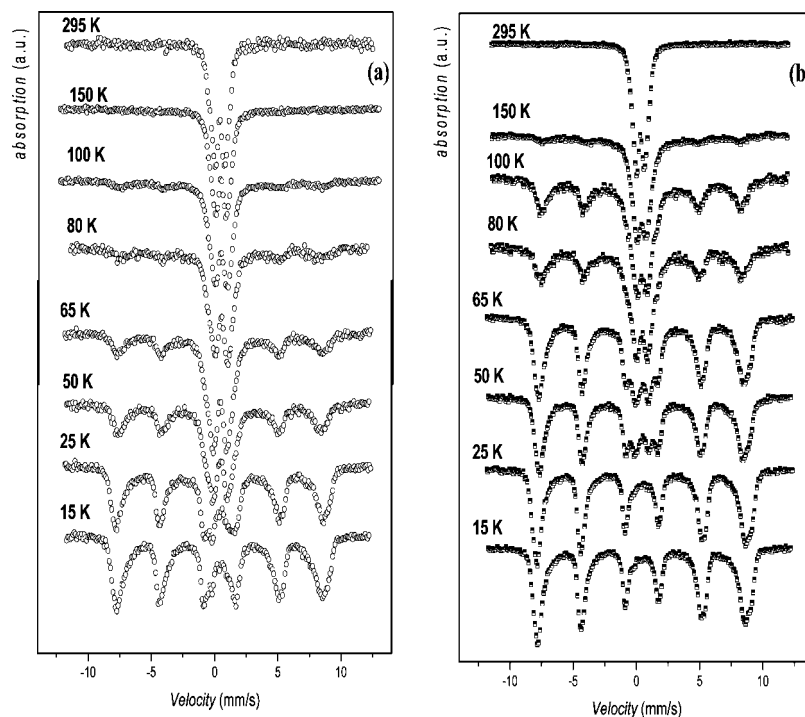 absorption (a.u.)
295 K
(a)
150 K
100 K
80 K
65 K
50 K
25 K
15 K
-10 -5 0 5 10
Velocity (mm/s)
absorption (a.u.)
295 K
(b
150 K
100 K
80 K
65 K
50 K
25 K
15 K
-10 -5 0 5 10
Velocity (mm/s)